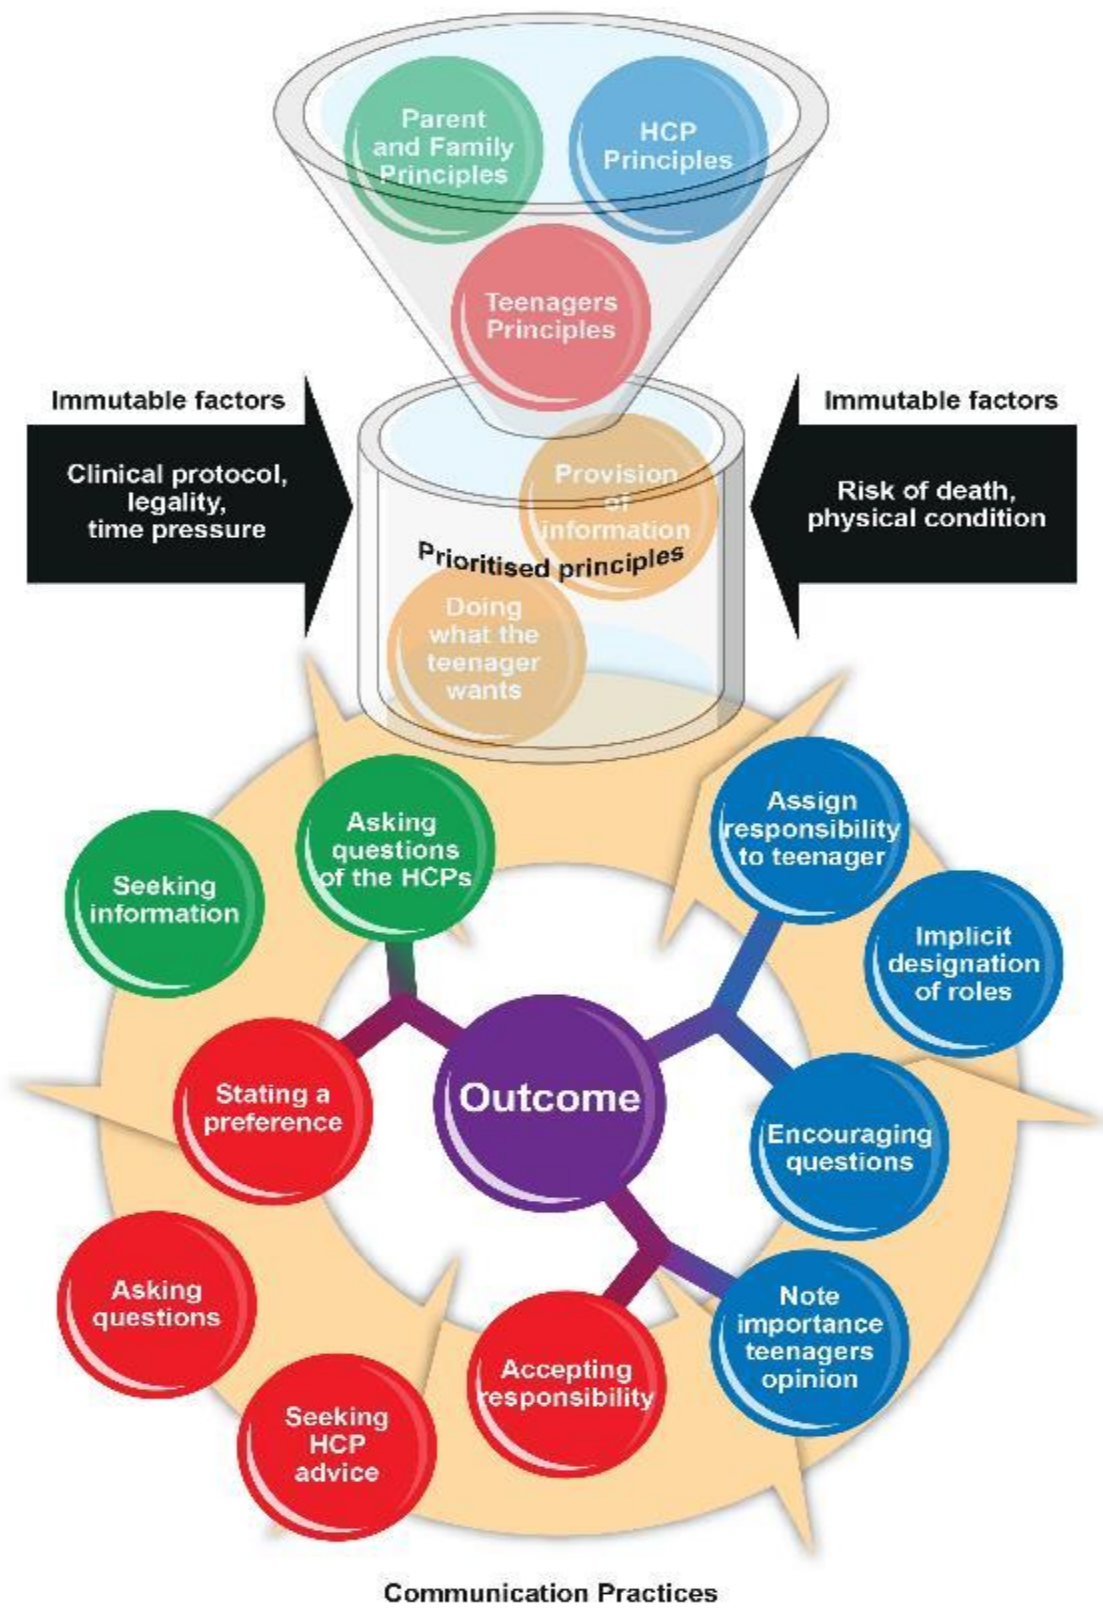 Parent
and Family
Principles
HCP
Principles
Teenagers
Principles
Immutable factors
Clinical protocol,
legality,
time pressure
Immutable factors
Risk of death,
physical condition
Provision
of
information
Prioritised principles
Doing
what the
teenager
wants
Asking
questions
of the HCPs
Seeking
information
Assign
responsibility
to teenager
Implicit
designation
of roles
Stating a
preference
Outcome
Encouraging
questions
Asking
questions
Seeking
HCP
advice
Accepting
responsibility
Note
importance
teenagers
opinion
Communication Practices